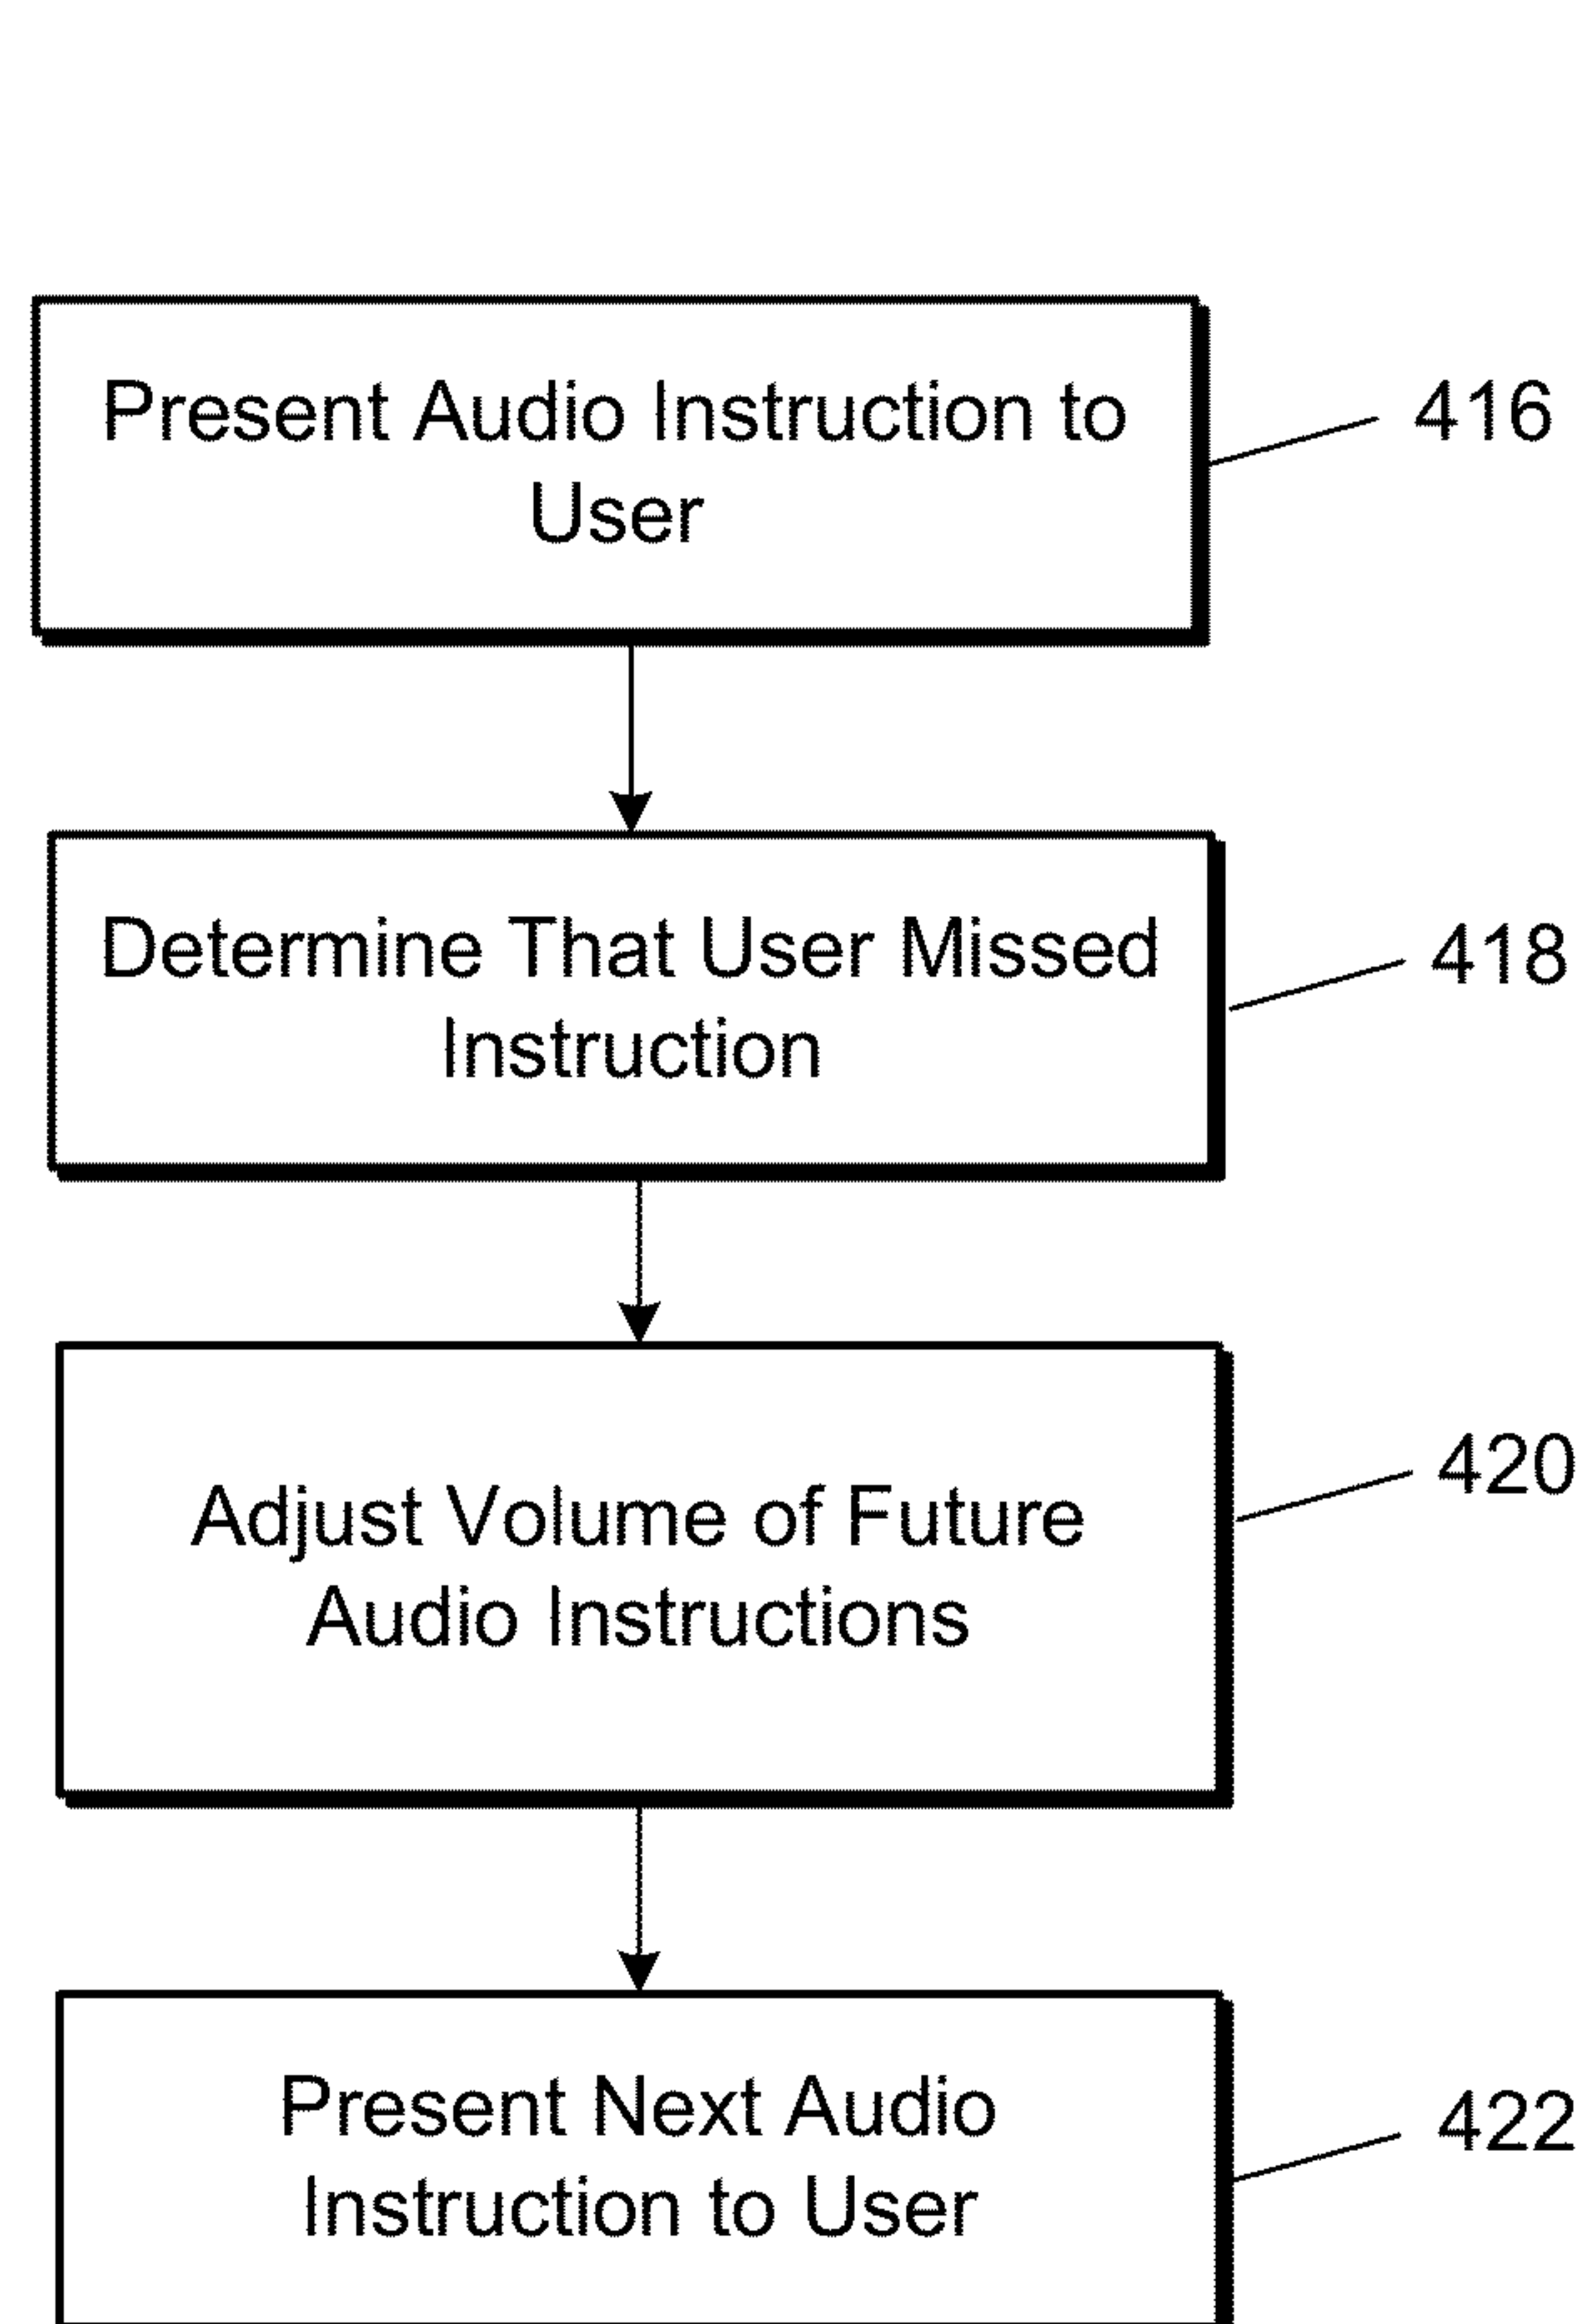 Present Audio Instruction to
User
416
Determine That User Missed
Instruction
418
Adjust Volume of Future
Audio Instructions
420
Present Next Audio
Instruction to User
422